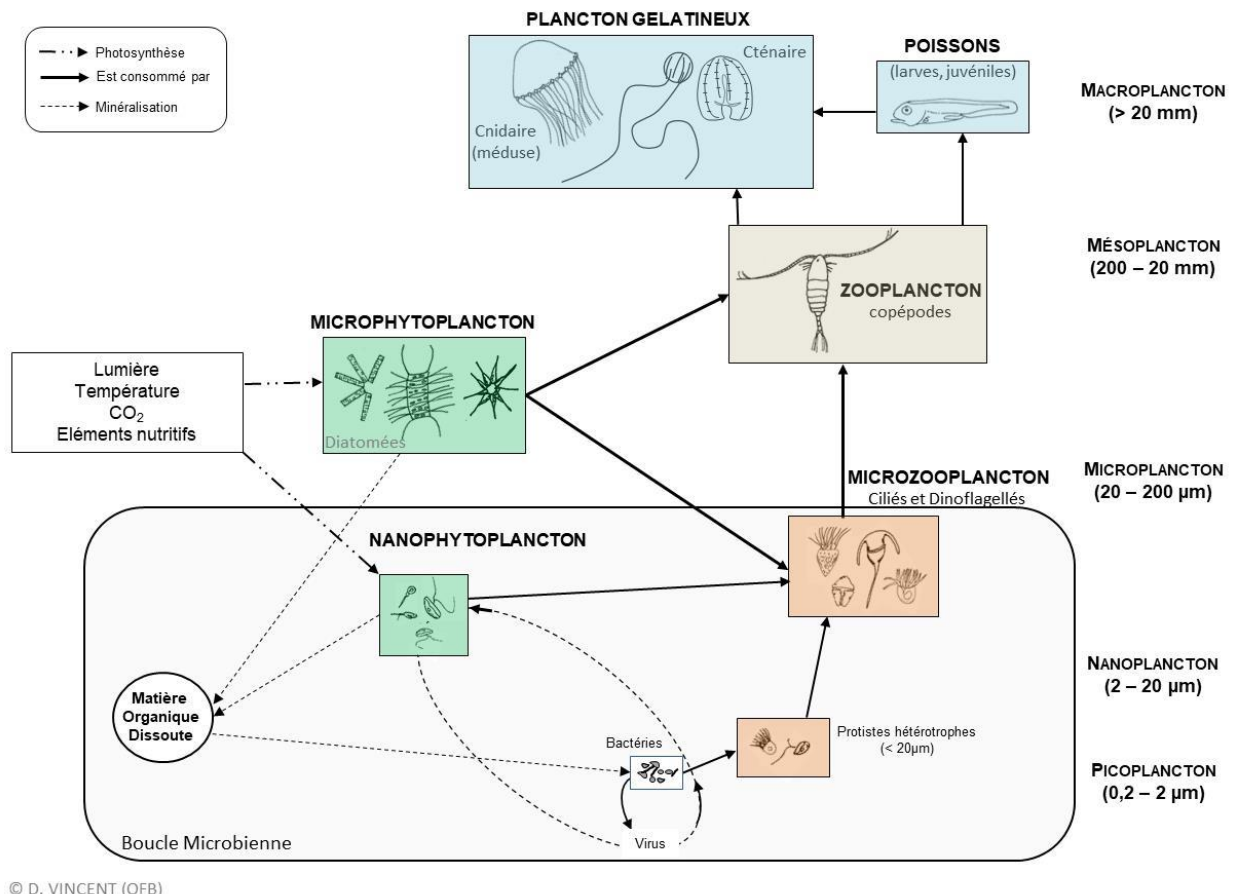 PLANCTON GELATINEUX
POISSONS
(larves, juvéniles)
Cténaire
Cnidaire
(méduse)
MACROPLANCTON
(> 20 mm)
Photosynthèse
Est consommé par
Minéralisation
MÉSOPLANCTON
(200 – 20 mm)
ZOOPLANCTON
copépodes
MICROPHYTOPLANCTON
Diatomées
Lumière
Température
CO2
Eléments nutritifs
MICROPLANCTON
(20 – 200 µm)
MICROZOOPLANCTON
Ciliés et Dinoflagellés
NANOPHYTOPLANCTON
NANOPLANCTON
(2 – 20 µm)
Matière
Organique
Dissoute
Bactéries
Protistes hétérotrophes
(< 20µm)
PICOPLANCTON
(0,2 – 2 µm)
Virus
Boucle Microbienne
© D. VINCENT (OFB)